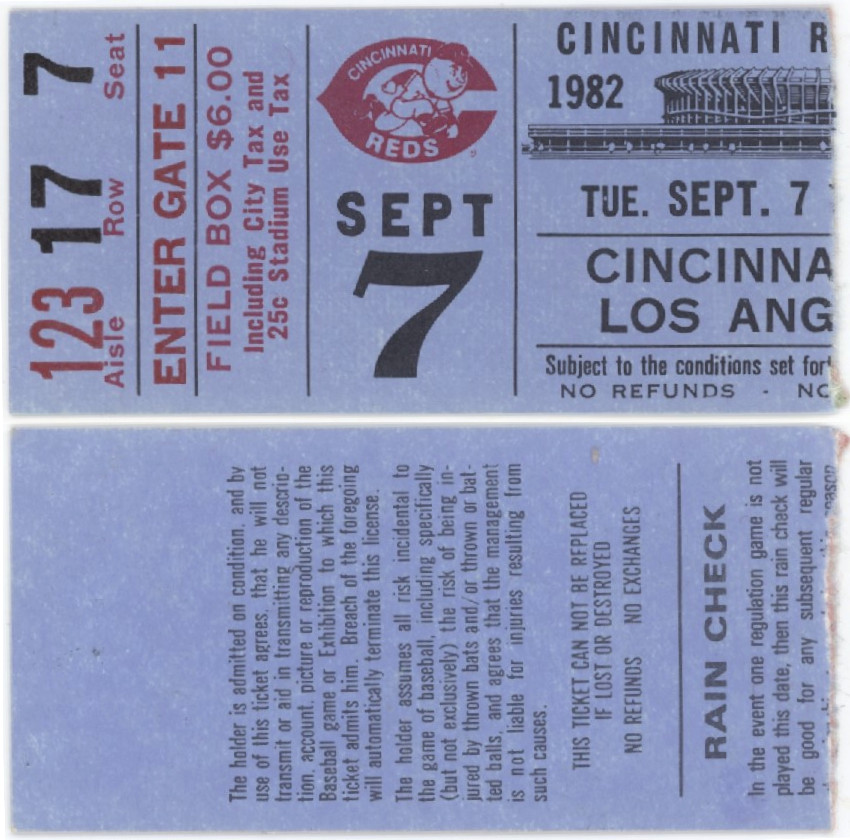 7 Seat
17 Row
123 Aisle
ENTER GATE 11
FIELD BOX $6.00
Including City Tax and
25c Stadium Use Tax
CINCINNATI
REDS
SEPT
7
CINCINNATI R
1982
TUE. SEPT. 7
CINCINNA
LOS ANG
Subject to the conditions set fort
NO REFUNDS - NO
The holder is admitted on condition, and by
use of this ticket agrees, that he will not
transmit or aid in transmitting any descrip-
tion, account, picture or reproduction of the
Baseball game or Exhibition to which this
ticket admits him. Breach of the foregoing
will automatically terminate this license.
The holder assumes all risk incidental to
the game of baseball, including specifically
(but not exclusively) the risk of being in-
jured by thrown bats and/or thrown or bat-
ted balls, and agrees that the management
is not liable for injuries resulting from
such causes.
THIS TICKET CAN NOT BE REPLACED
IF LOST OR DESTROYED
NO REFUNDS NO EXCHANGES
RAIN CHECK
In the event one regulation game is not
played this date, then this rain chack will
be good for any subsequent regular